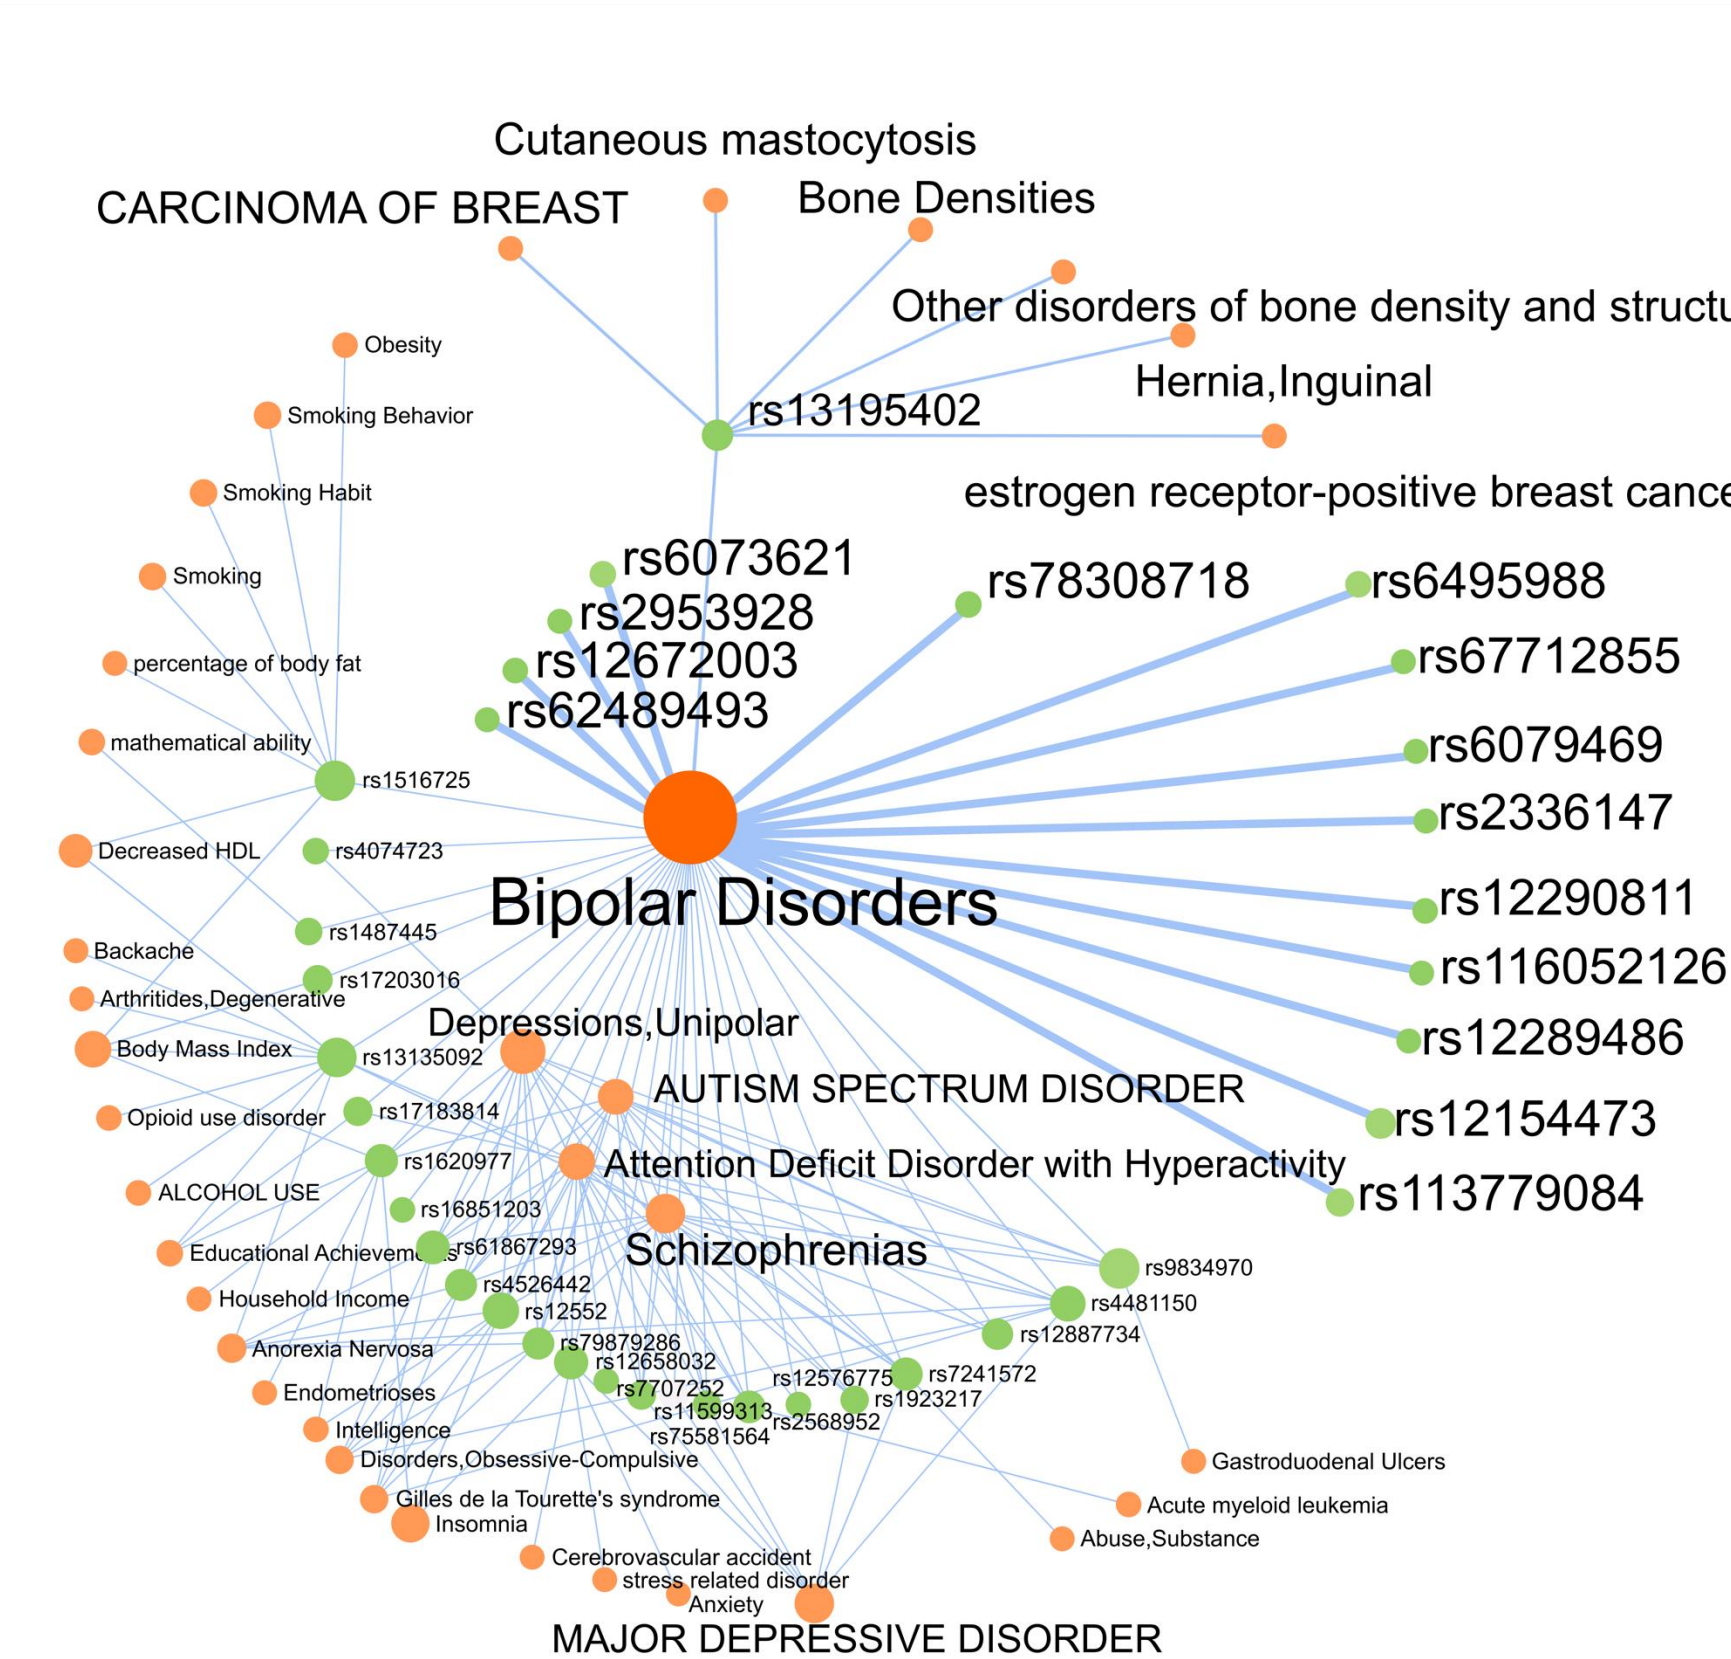 Cutaneous mastocytosis
Bone Densities
CARCINOMA OF BREAST
Other disorders of bone density and structu
Obesity
Hernia,Inguinal
rs13195402
Smoking Behavior
Smoking Habit
estrogen receptor-positive breast cance
rs6073621
rs78308718
rs6495988
Smoking
rs2953928
rs12672003
rs67712855
percentage of body fat
rs62489493
mathematical ability
rs6079469
rs1516725
rs2336147
Decreased HDL
rs4074723
Bipolar Disorders
rs12290811
rs1487445
Backache
rs116052126
rs17203016
Arthritides,Degenerative
Depressions,Unipolar
rs12289486
Body Mass Index
rs13135092
AUTISM SPECTRUM DISORDER
rs17183814
Opioid use disorder
rs12154473
rs1620977
Attention Deficit Disorder with Hyperactivity
ALCOHOL USE
rs113779084
rs16851203
Educational Achievem
rs61867293
Schizophrenias
rs9834970
rs4526442
Household Income
rs12552
rs4481150
rs12887734
Anorexia Nervosa
rs79879286
rs12658032
rs12576775
rs7241572
Endometrioses
rs7707252
rs1923217
rs11599313
rs2568952
Intelligence
rs75581564
Disorders,Obsessive-Compulsive
Gastroduodenal Ulcers
Gilles de la Tourette's syndrome
Acute myeloid leukemia
Insomnia
Abuse,Substance
Cerebrovascular accident
stress related disorder
Anxiety
MAJOR DEPRESSIVE DISORDER